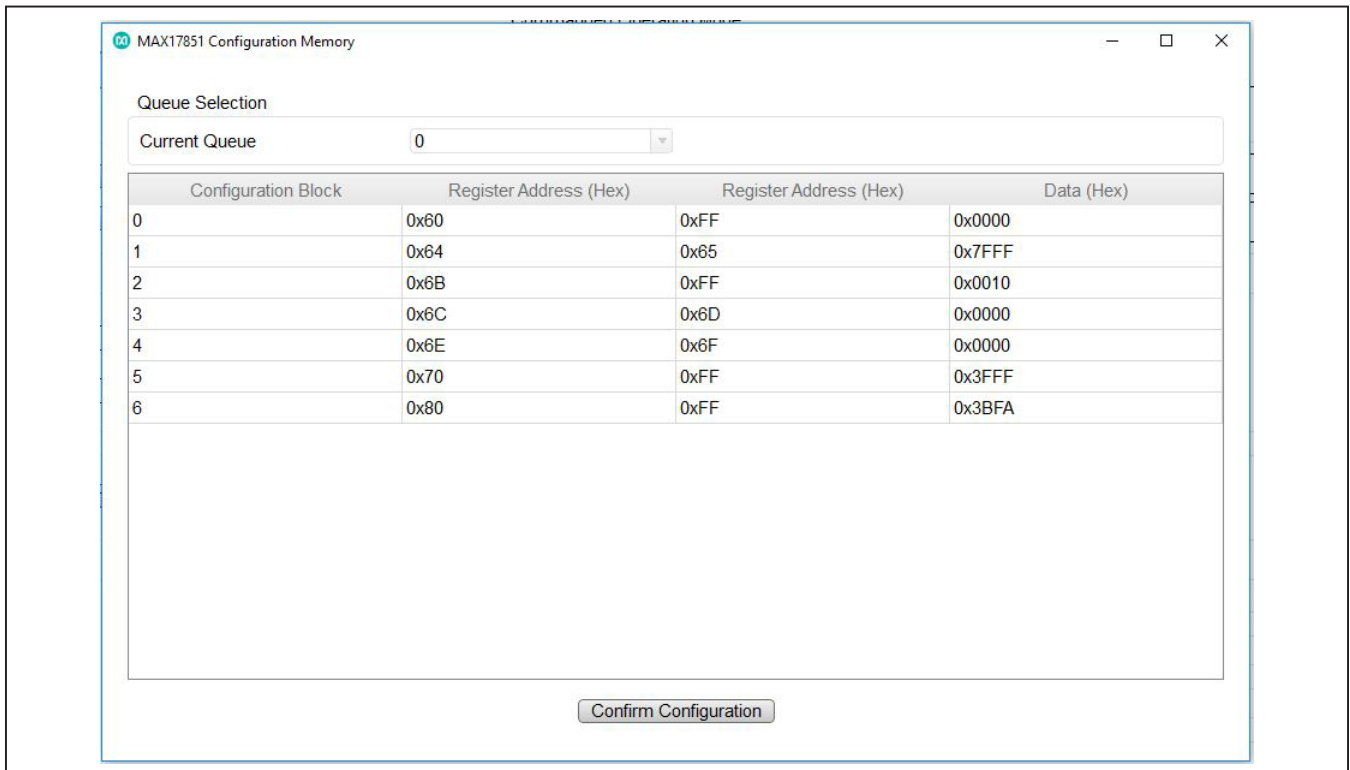 MAX17851 Configuration Memory
Queue Selection
Current Queue 0
Configuration Block Register Address (Hex) Register Address (Hex) Data (Hex)
0 0x60 0xFF 0x0000
1 0x64 0x65 0x7FFF
2 0x6B 0xFF 0x0010
3 0x6C 0x6D 0x0000
4 0x6E 0x6F 0x0000
5 0x70 0xFF 0x3FFF
6 0x80 0xFF 0x3BFA
Confirm Configuration